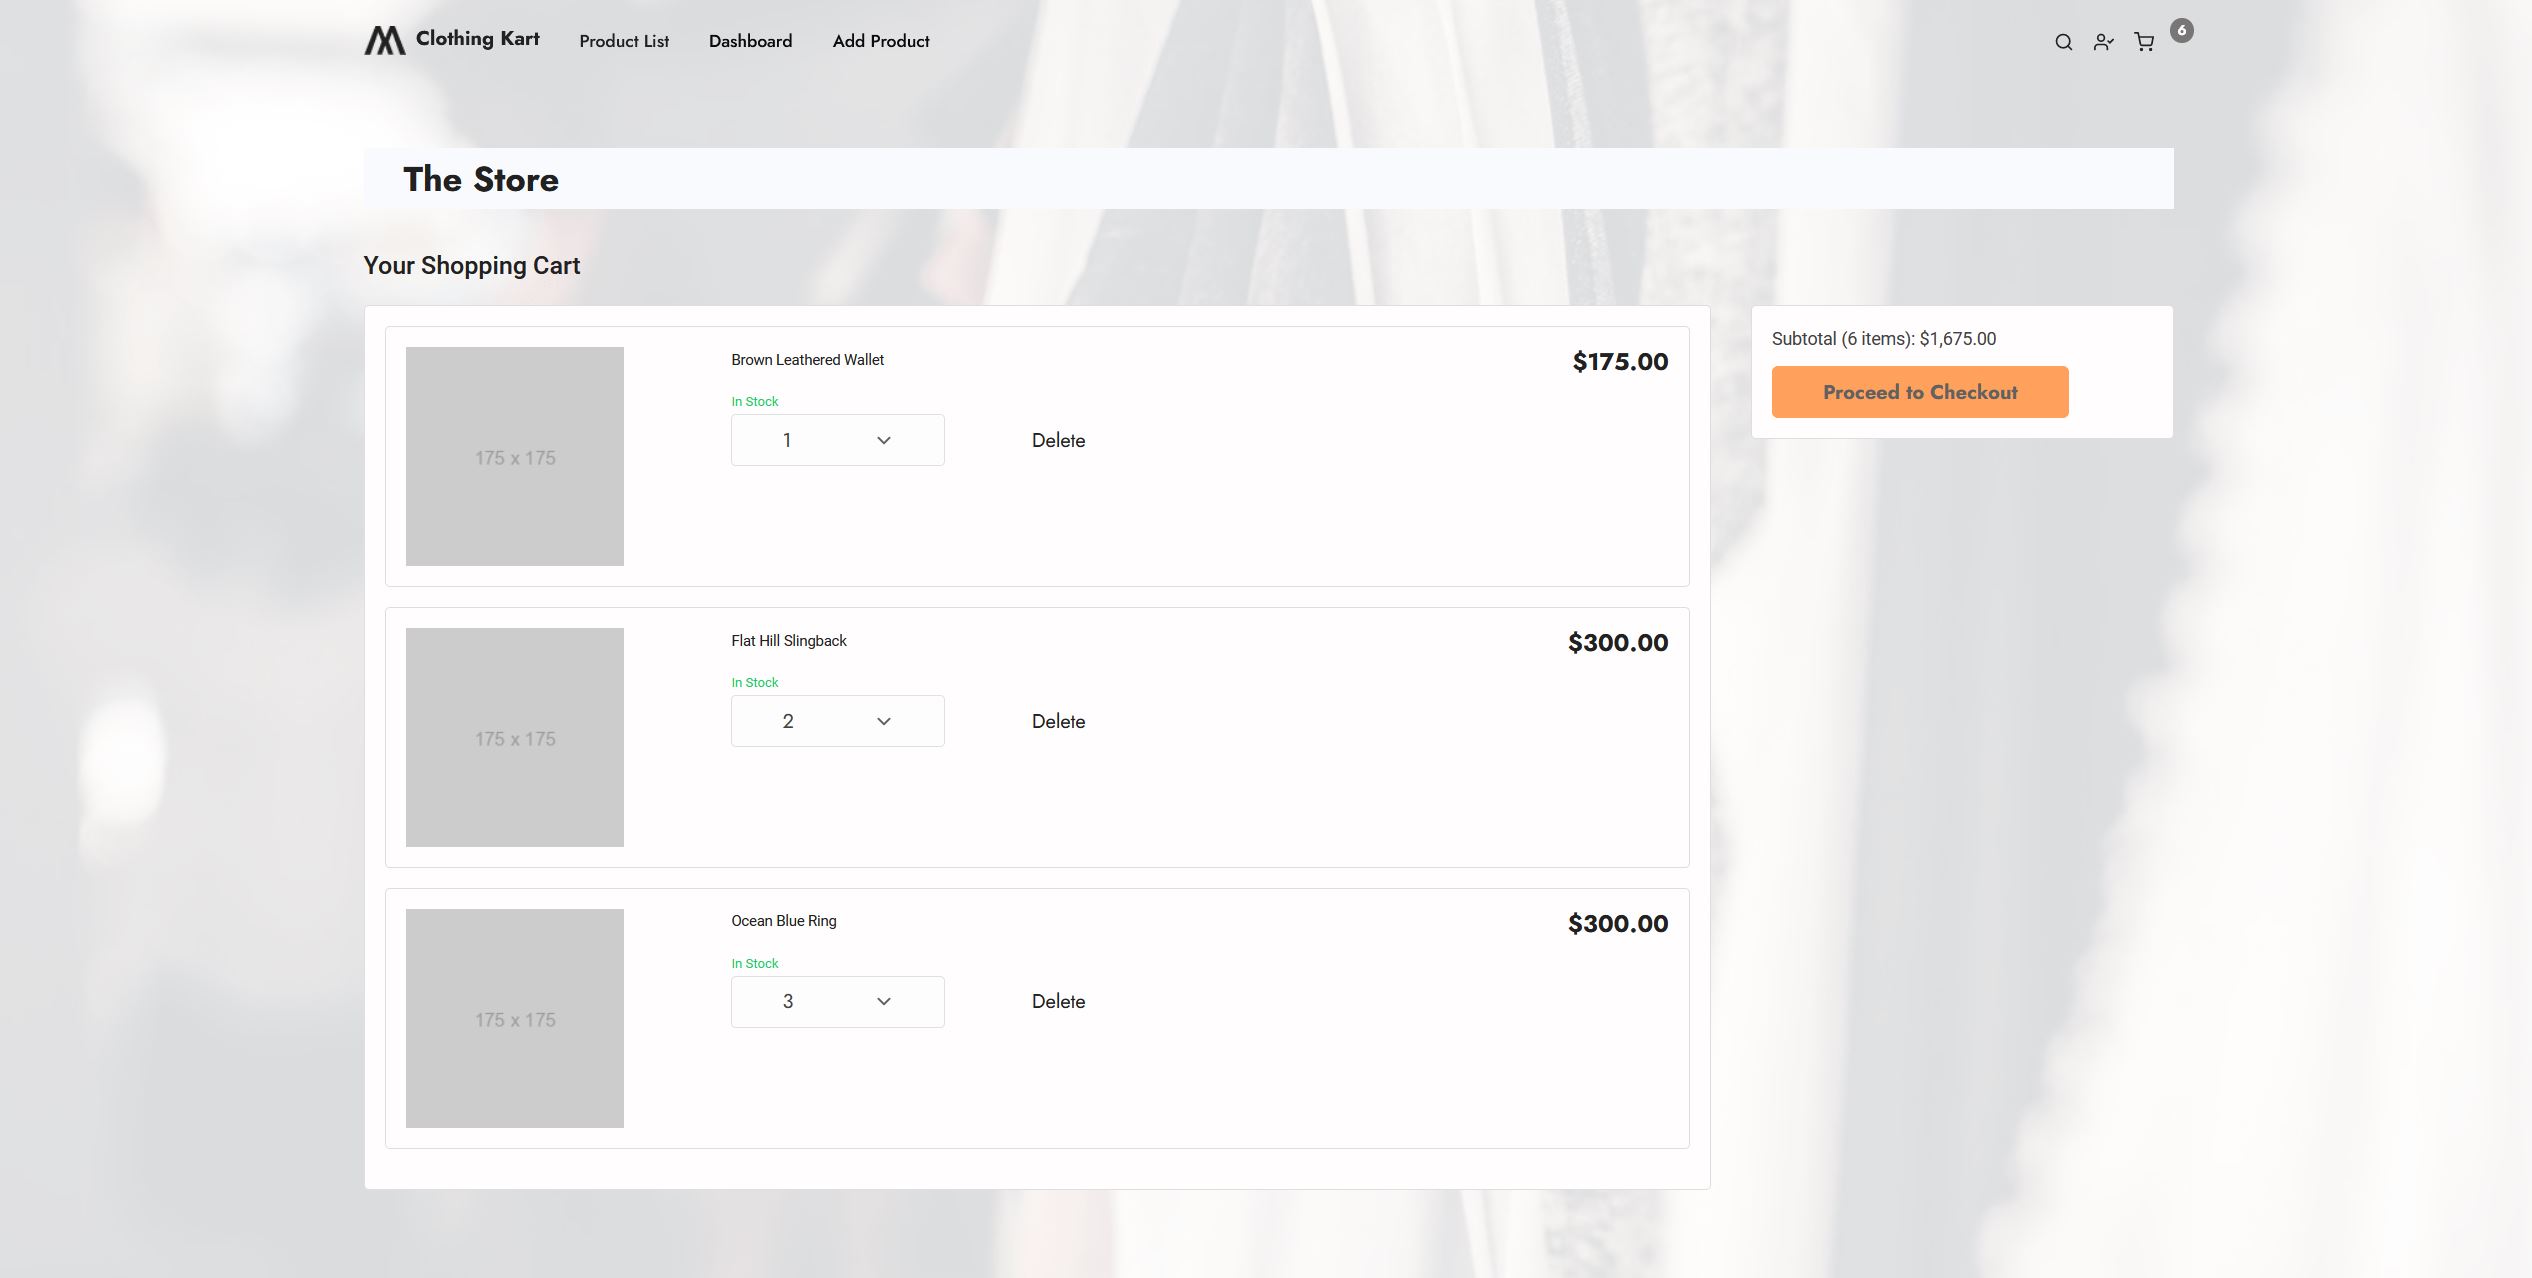 Clothing Kart
Product List
Dashboard
Add Product
6
The Store
Your Shopping Cart
175 x 175
Brown Leathered Wallet
$175.00
In Stock
1
Delete
Subtotal (6 items): $1,675.00
Proceed to Checkout
175 x 175
Flat Hill Slingback
$300.00
In Stock
2
Delete
175 x 175
Ocean Blue Ring
$300.00
In Stock
3
Delete